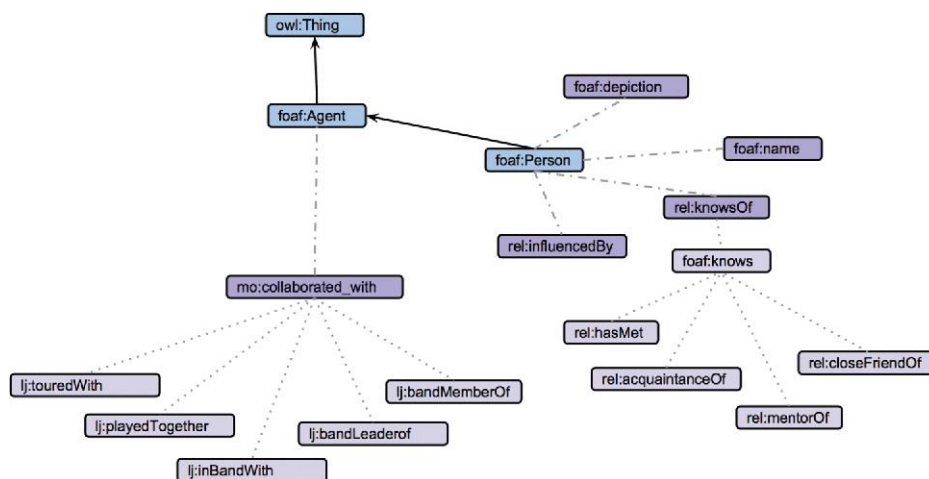 owl:Thing
foaf:depiction
foaf:Agent
foaf:name
foaf:Person
rel:knowsOf
rel:influencedBy
foaf:knows
mo:collaborated_with
rel:hasMet
rel:closeFriendOf
rel:acquaintanceOf
lj:touredWith
lj:bandMemberOf
rel:mentorOf
lj:playedTogether
lj:bandLeaderof
lj:inBandWith